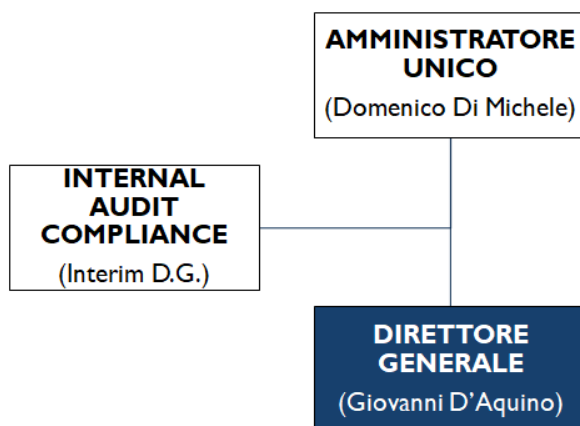 AMMINISTRATORE
UNICO
(Domenico Di Michele)
INTERNAL
AUDIT
COMPLIANCE
(Interim D.G.)
DIRETTORE
GENERALE
(Giovanni D'Aquino)